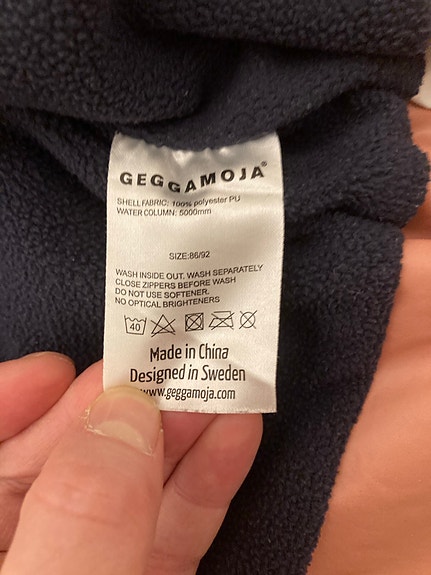 GEGGAMOJA®
SHELL FABRIC: 100% polyester PU
WATER COLUMN: 5000mm
SIZE:86/92
WASH INSIDE OUT, WASH SEPARATELY
CLOSE ZIPPERS BEFORE WASH
DO NOT USE SOFTENER.
NO OPTICAL BRIGHTENERS
40
Made in China
Designed in Sweden
www.geggamoja.com